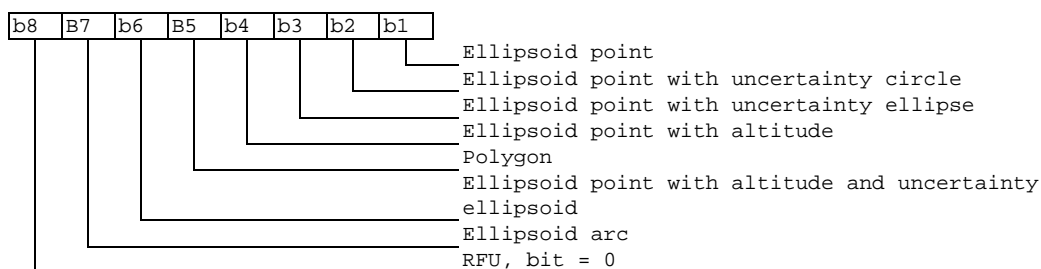 b8 B7 b6 B5 b4 b3 b2 b1
Ellipsoid point
Ellipsoid point with uncertainty circle
Ellipsoid point with uncertainty ellipse
Ellipsoid point with altitude
Polygon
Ellipsoid point with altitude and uncertainty
ellipsoid
Ellipsoid arc
RFU, bit = 0